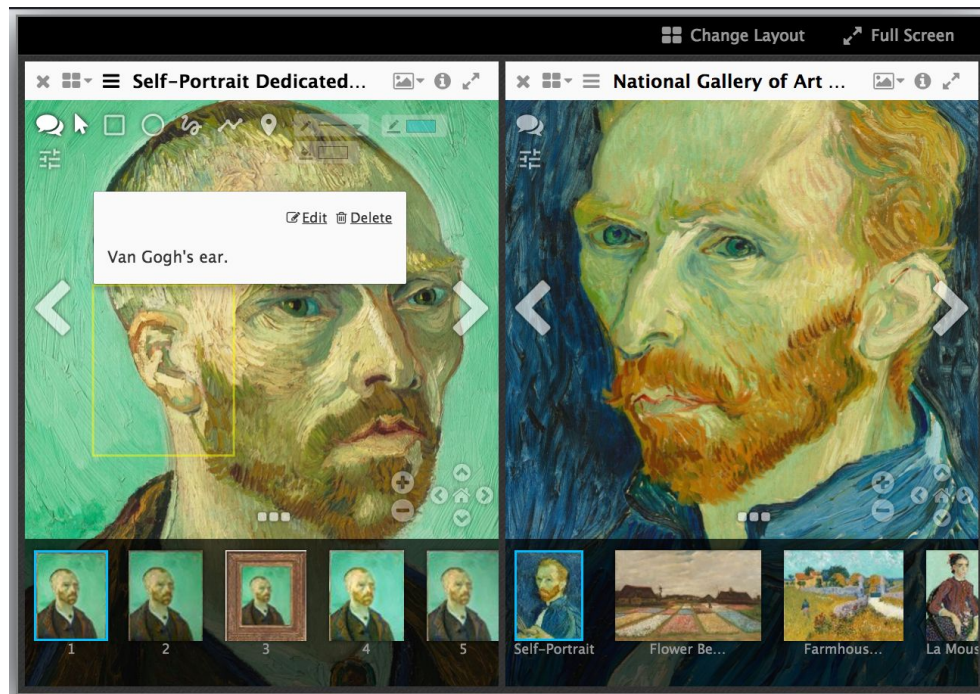 Change Layout Full Screen
Self-Portrait Dedicated...
National Gallery of Art ...
Edit Delete
Van Gogh's ear.
1
2
3
4
5
Self-Portrait
Flower Be...
Farmhous...
La Mous